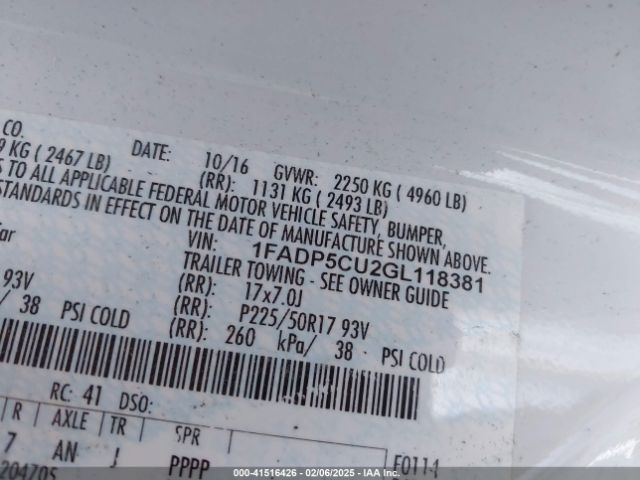 CO.
9 KG ( 2467 LB) DATE: 10/16 GVWR: 2250 KG ( 4960 LB)
(RR): 1131 KG ( 2493 LB)
S TO ALL APPLICABLE FEDERAL MOTOR VEHICLE SAFETY, BUMPER,
STANDARDS IN EFFECT ON THE DATE OF MANUFACTURE SHOWN ABOVE.
VIN: 1FADP5CU2GL118381
TRAILER TOWING - SEE OWNER GUIDE
(RR): 17x7.0J
93V (RR): P225/50R17 93V
/ 38 PSI COLD (RR): 260 kPa/ 38 PSI COLD
RC: 41 DSO:
R AXLE TR SPR
7 AN J PPPP F0114
204705
000-41516426 - 02/06/2025 - IAA Inc.